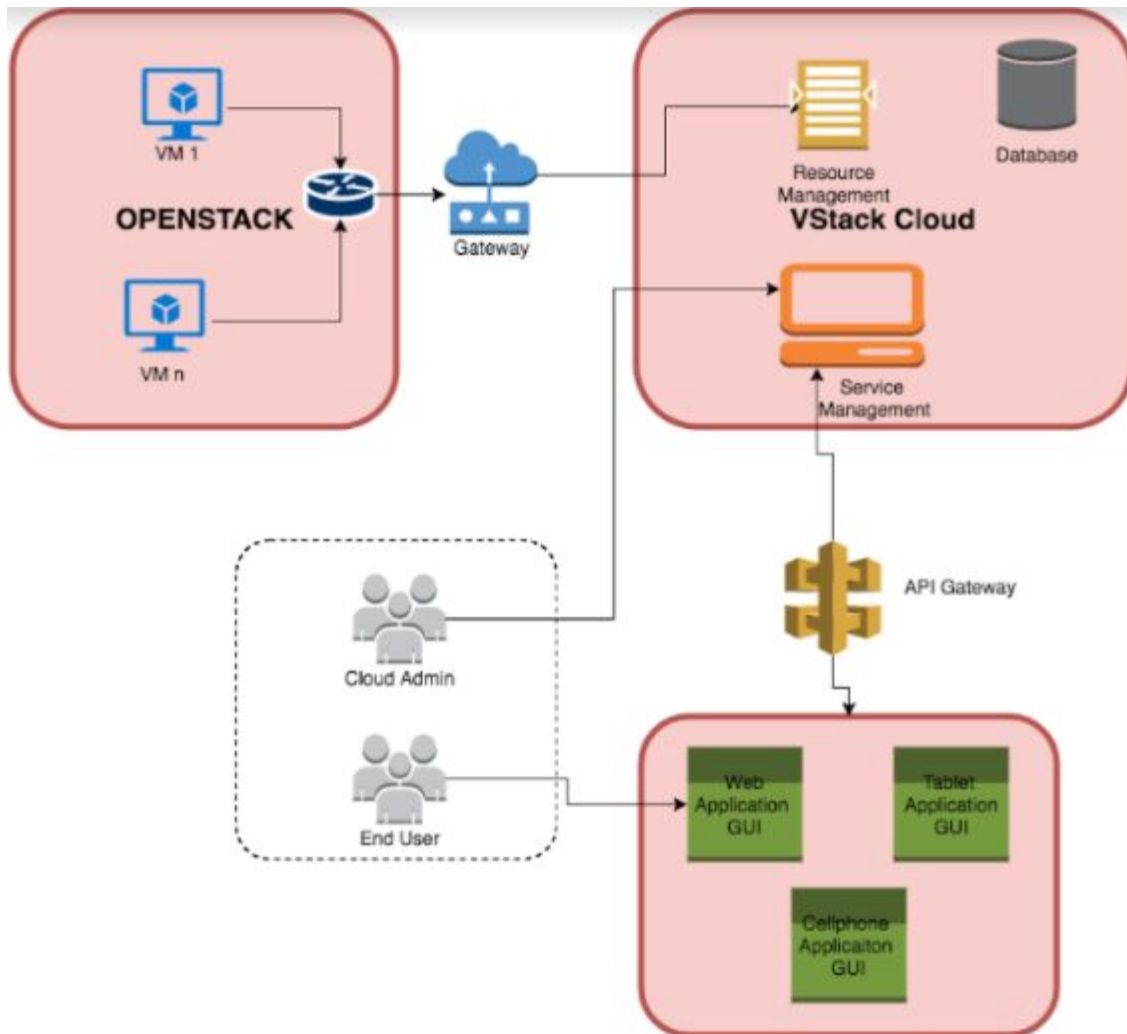 VM 1
OPENSTACK
VM n
Gateway
Resource
Management
VStack Cloud
Database
Service
Management
API Gateway
Cloud Admin
End User
Web
Application
GUI
Tablet
Application
GUI
Cellphone
Applicaiton
GUI